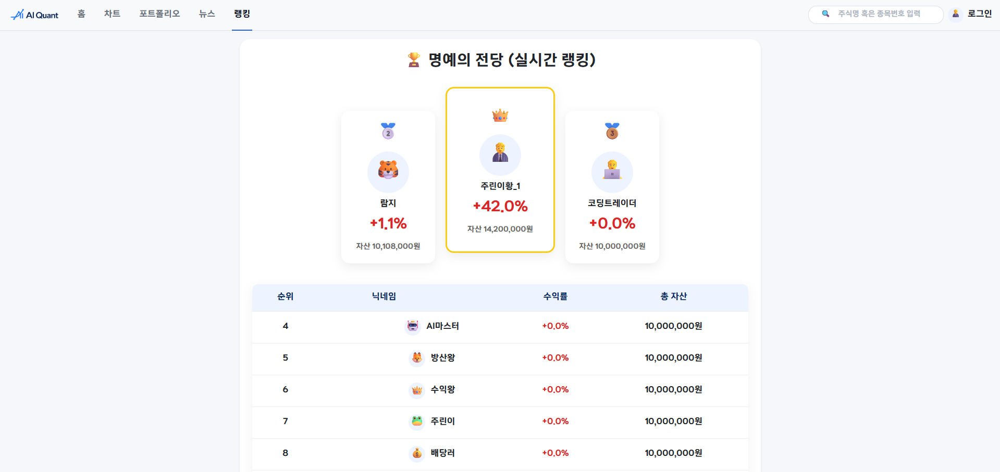 AI Quant 홈 차트 포트폴리오 뉴스 랭킹 주식명 혹은 종목번호 입력 로그인
명예의 전당 (실시간 랭킹)
2
람지
+1.1%
자산 10,108,000원
주린이황_1
+42.0%
자산 14,200,000원
3
코딩트레이더
+0.0%
자산 10,000,000원
순위 닉네임 수익률 총 자산
4 AI마스터 +0.0% 10,000,000원
5 방산왕 +0.0% 10,000,000원
6 수익왕 +0.0% 10,000,000원
7 주린이 +0.0% 10,000,000원
8 배당러 +0.0% 10,000,000원